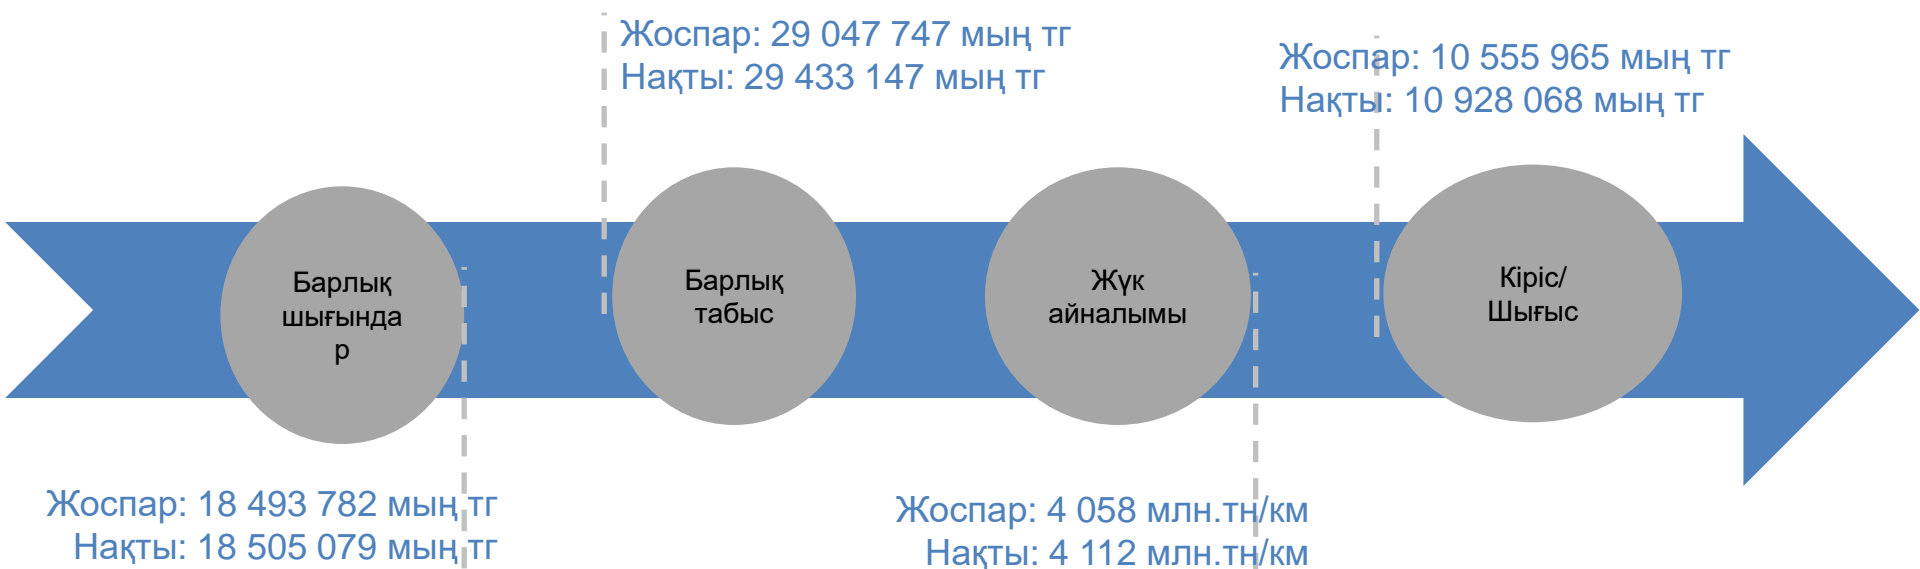 Жоспар: 29 047 747 мың тг
Нақты: 29 433 147 мың тг
Жоспар: 10 555 965 мың тг
Нақты: 10 928 068 мың тг
Барлық
шығында
р
Барлық
табыс
Жүк
айналымы
Кіріс/
Шығыс
Жоспар: 18 493 782 мың тг
Нақты: 18 505 079 мың тг
Жоспар: 4 058 млн.тн/км
Нақты: 4 112 млн.тн/км